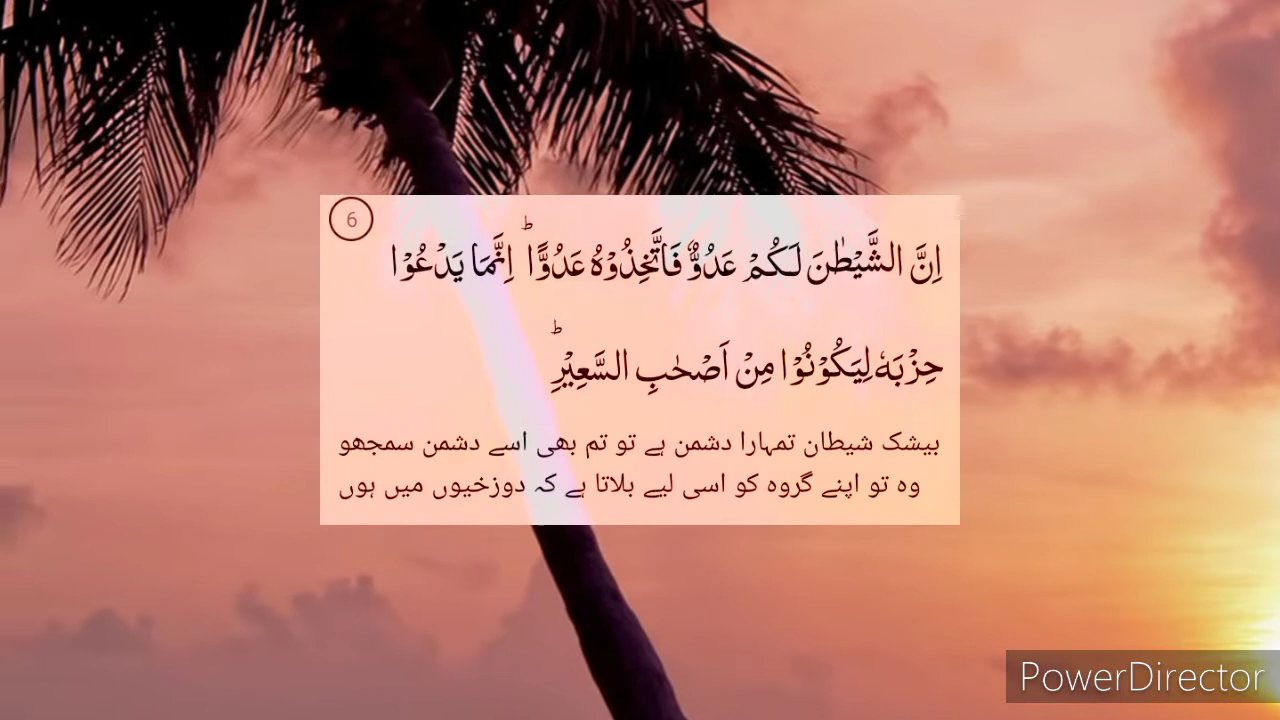 6
اِنَّ الشَّيْطٰنَ لَـكُمْ عَدُوٌّ فَاتَّخِذُوْهُ عَدُوًّا ؕ اِنَّمَا يَدْعُوْا
حِزْبَهٗ لِيَكُوْنُوْا مِنْ اَصْحٰبِ السَّعِيْرِ ؕ
بیشک شیطان تمہارا دشمن ہے تو تم بھی اسے دشمن سمجھو
وہ تو اپنے گروہ کو اسی لیے بلاتا ہے کہ دوزخیوں میں ہوں
PowerDirector